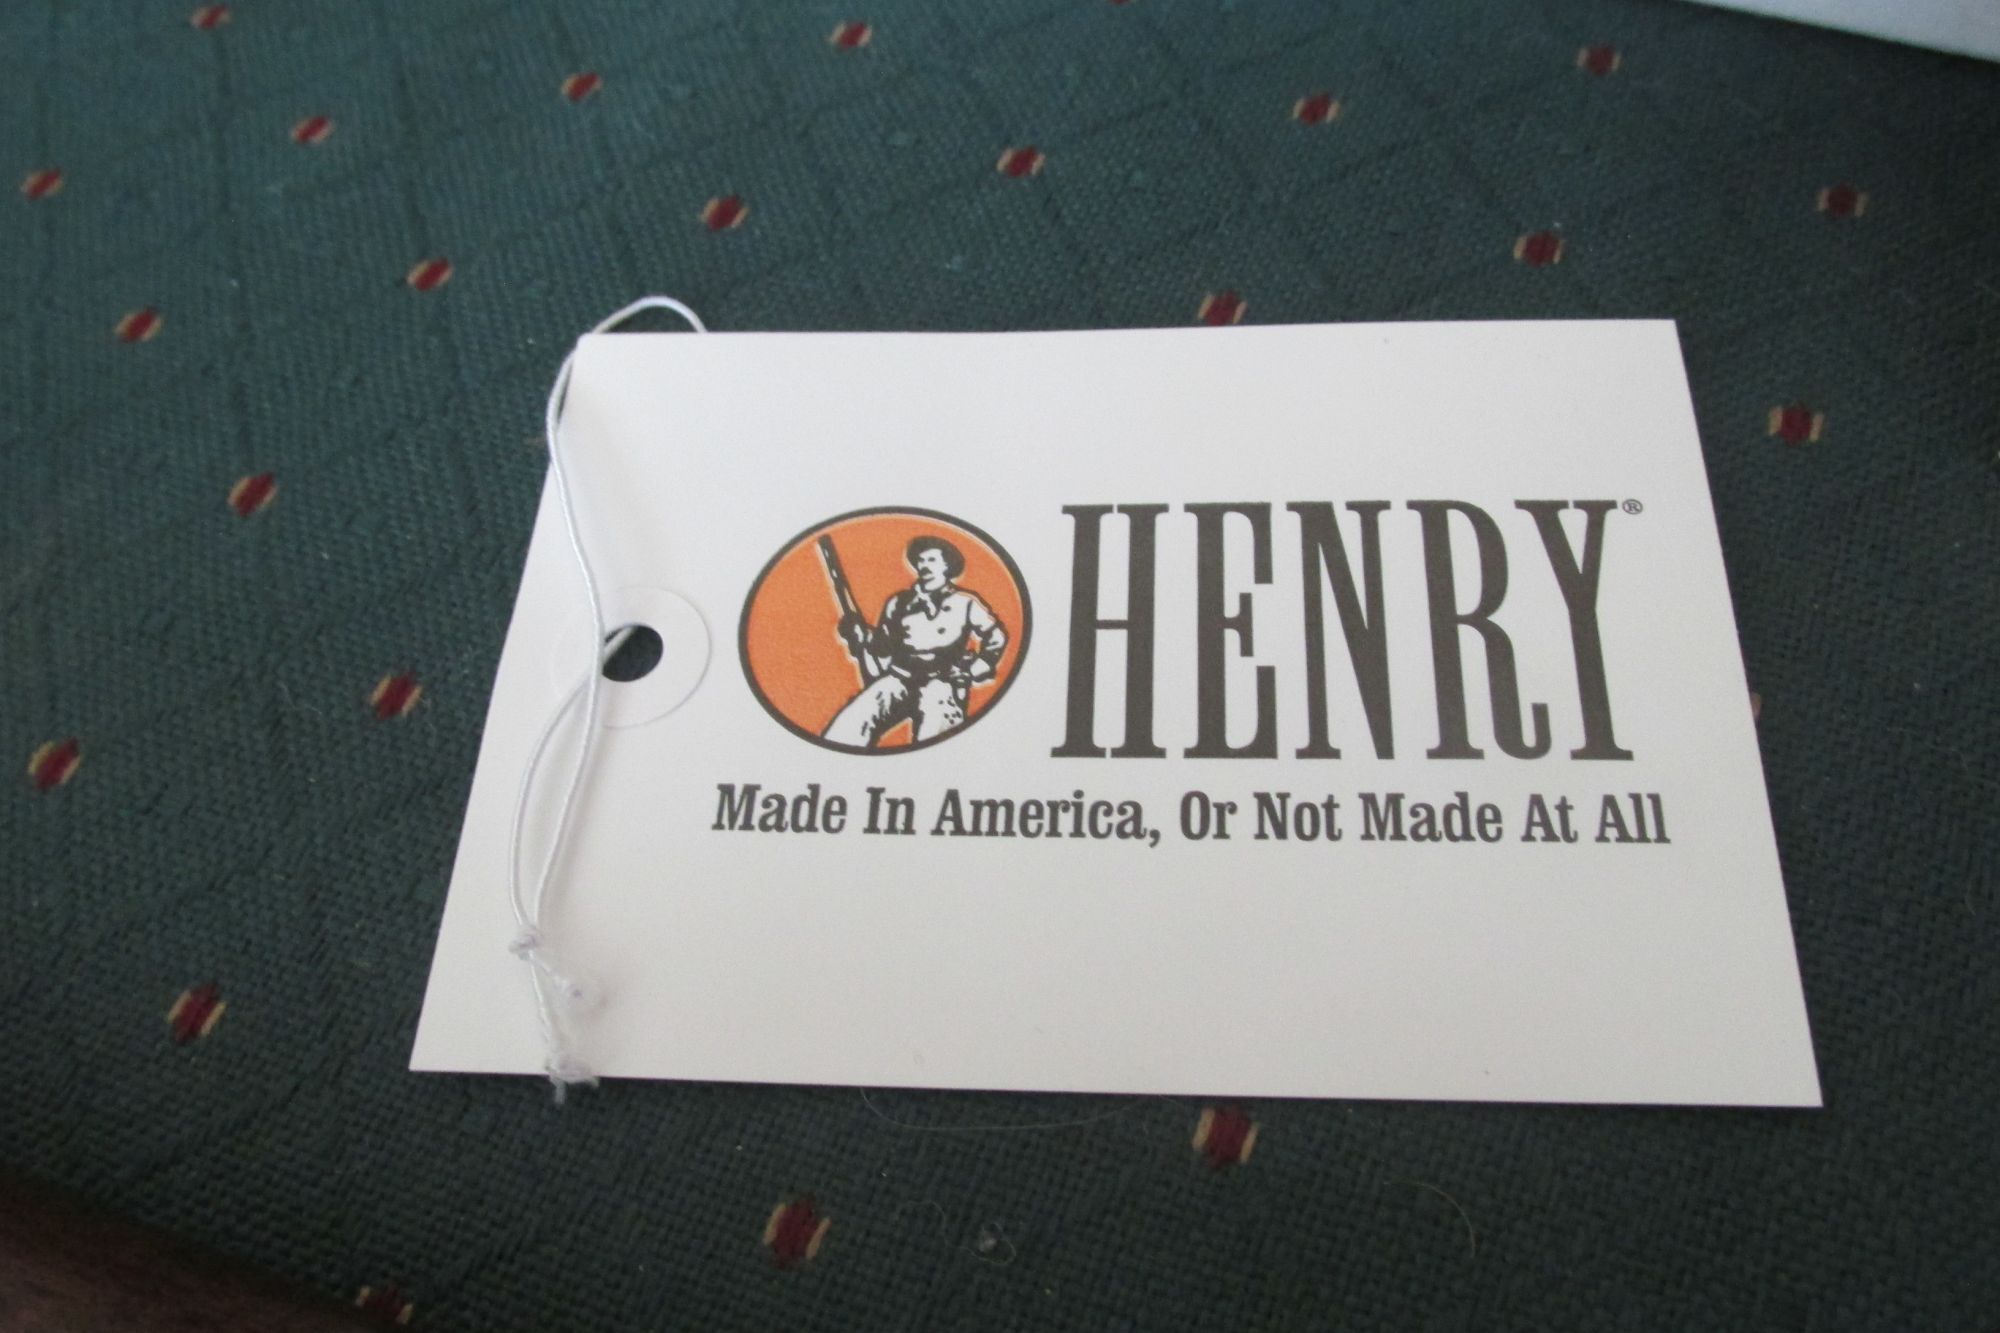 HENRY®
Made In America, Or Not Made At All